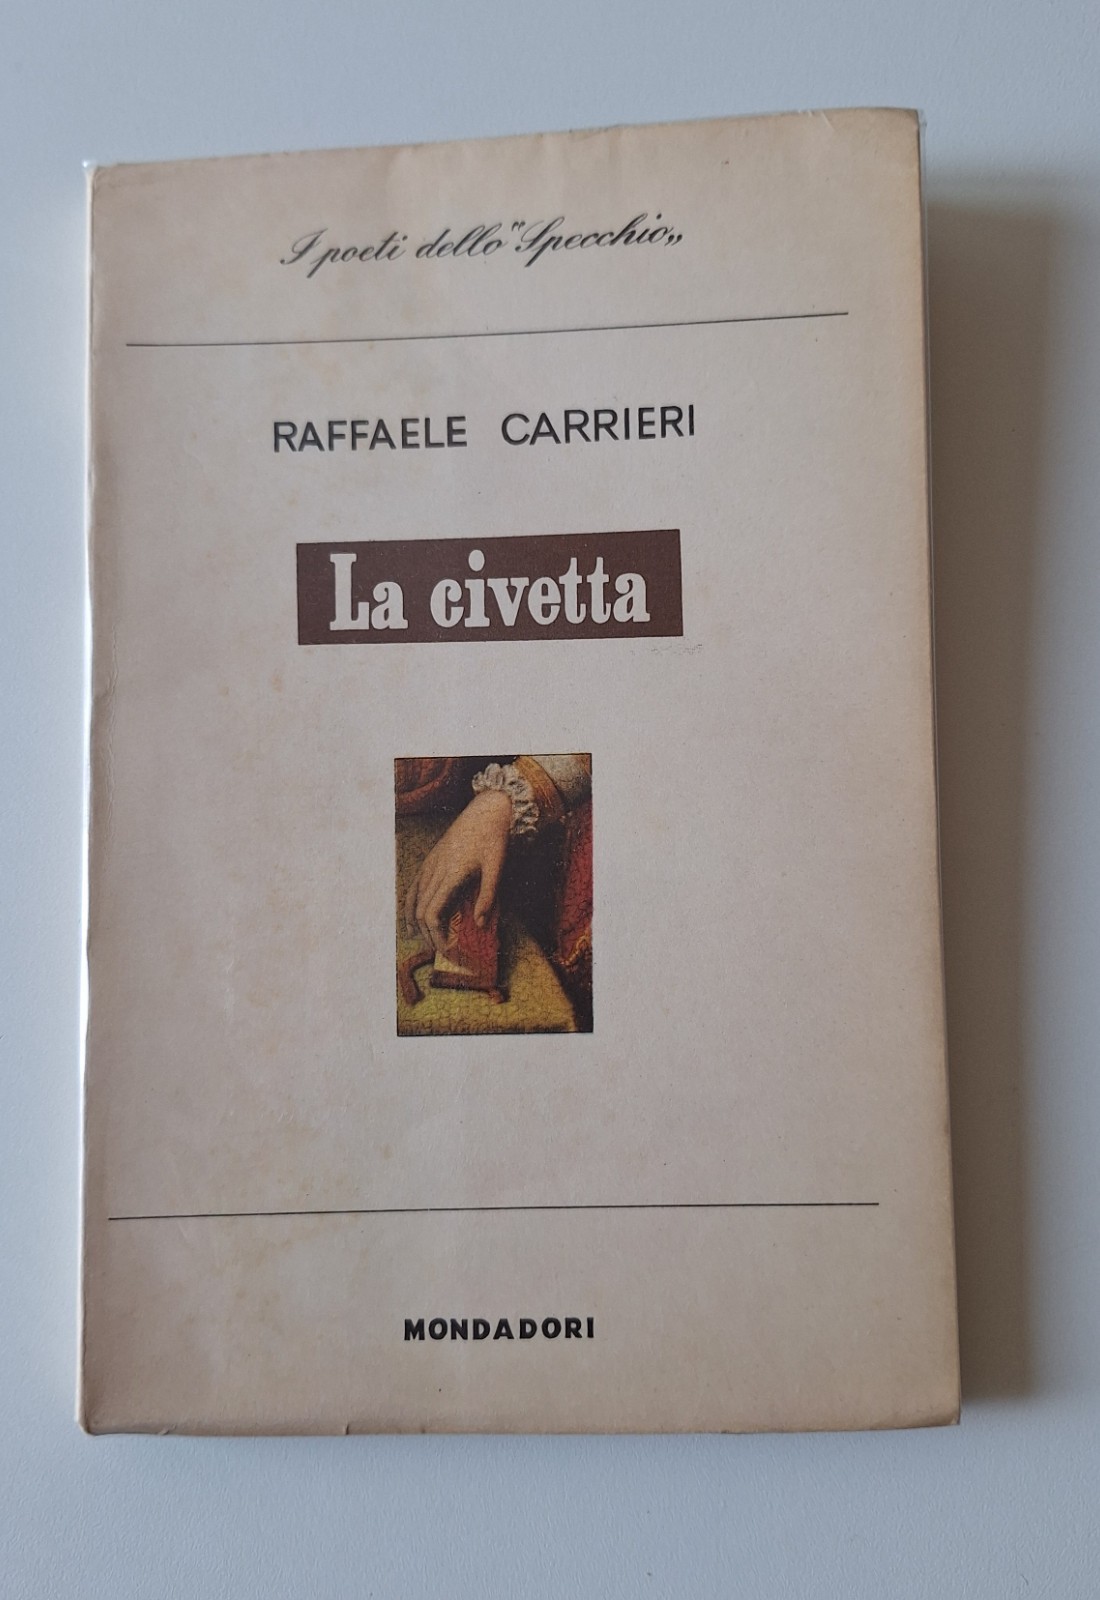 I poeti dello "Specchio„
RAFFAELE CARRIERI
La civetta
MONDADORI